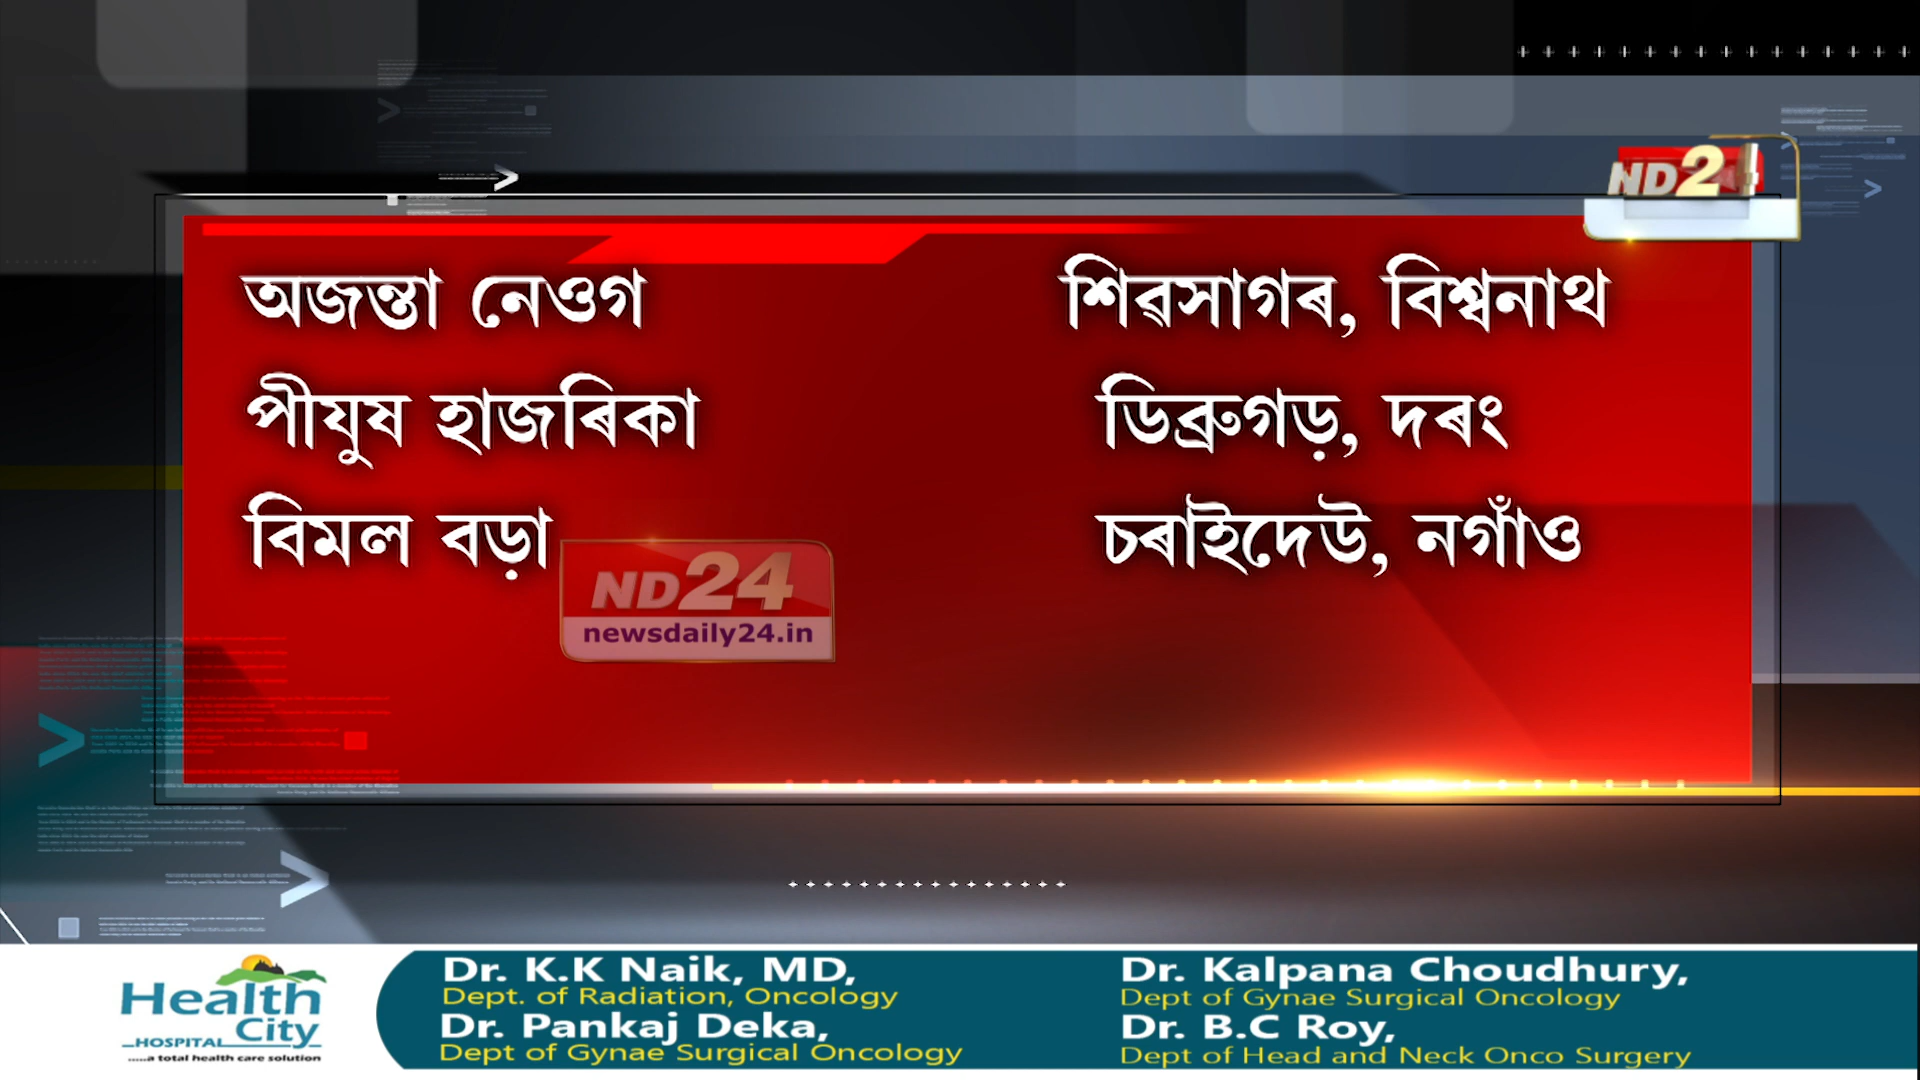 ND24
অজন্তা নেওগ শিৱসাগৰ, বিশ্বনাথ
পীযুষ হাজৰিকা ডিব্ৰুগড়, দৰং
বিমল বড়া চৰাইদেউ, নগাঁও
ND24
newsdaily24.in
Health City
HOSPITAL
.....a total health care solution
Dr. K.K Naik, MD,
Dept. of Radiation, Oncology
Dr. Pankaj Deka,
Dept of Gynae Surgical Oncology
Dr. Kalpana Choudhury,
Dept of Gynae Surgical Oncology
Dr. B.C Roy,
Dept of Head and Neck Onco Surgery